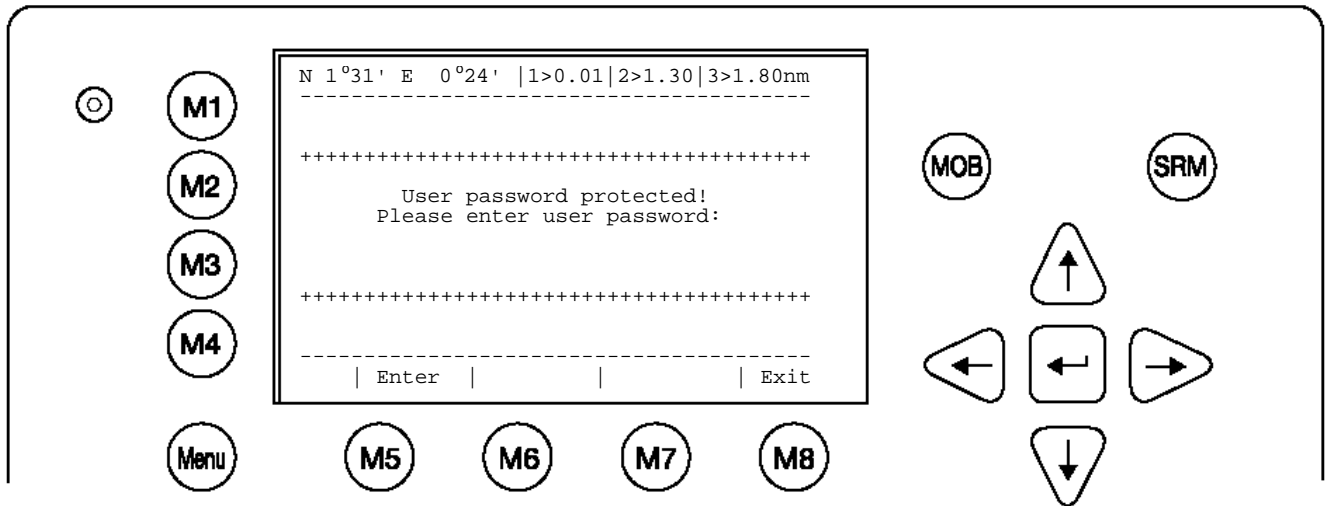 N 1°31' E 0°24' |1>0.01|2>1.30|3>1.80nm
----------------------------------------
++++++++++++++++++++++++++++++++++++++++
User password protected!
Please enter user password:
++++++++++++++++++++++++++++++++++++++++
----------------------------------------
| Enter | | | Exit
M1
M2
M3
M4
Menu
M5 M6 M7 M8
MOB SRM